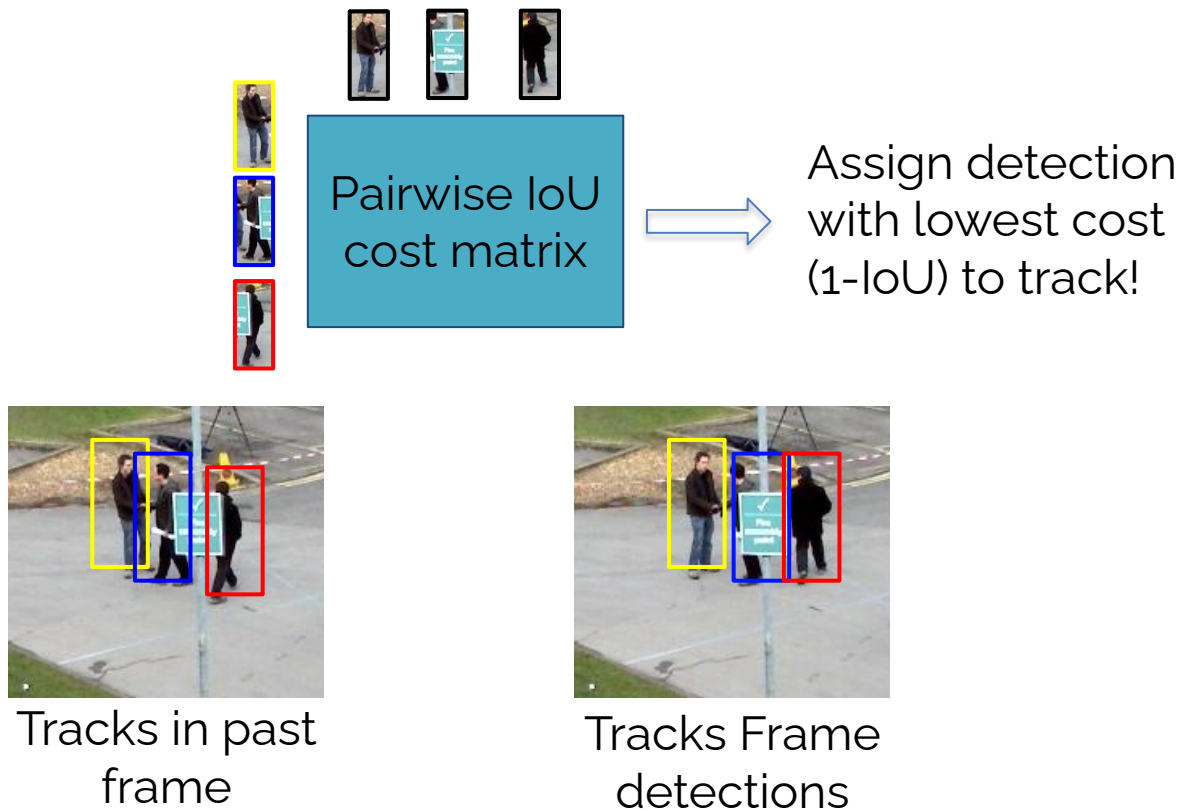 Pairwise IoU
cost matrix
Assign detection
with lowest cost
(1-IoU) to track!
Tracks in past
frame
Tracks Frame
detections